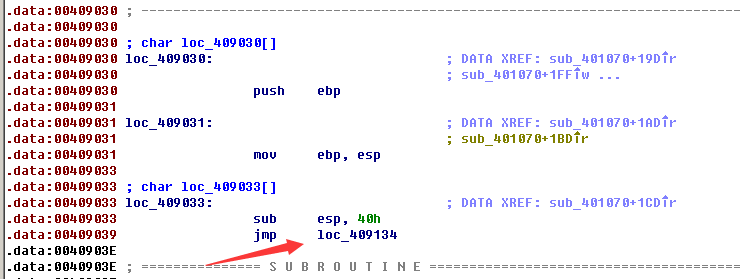 .data:00409030 ; ---------------------------------------------------------------------------
.data:00409030
.data:00409030 ; char loc_409030[]
.data:00409030 loc_409030: ; DATA XREF: sub_401070+19D↑r
.data:00409030 ; sub_401070+1FF↑w ...
.data:00409030 push ebp
.data:00409031
.data:00409031 loc_409031: ; DATA XREF: sub_401070+1AD↑r
.data:00409031 ; sub_401070+1BD↑r
.data:00409031 mov ebp, esp
.data:00409033
.data:00409033 ; char loc_409033[]
.data:00409033 loc_409033: ; DATA XREF: sub_401070+1CD↑r
.data:00409033 sub esp, 40h
.data:00409039 jmp loc_409134
.data:0040903E
.data:0040903E ; =============== S U B R O U T I N E =======================================